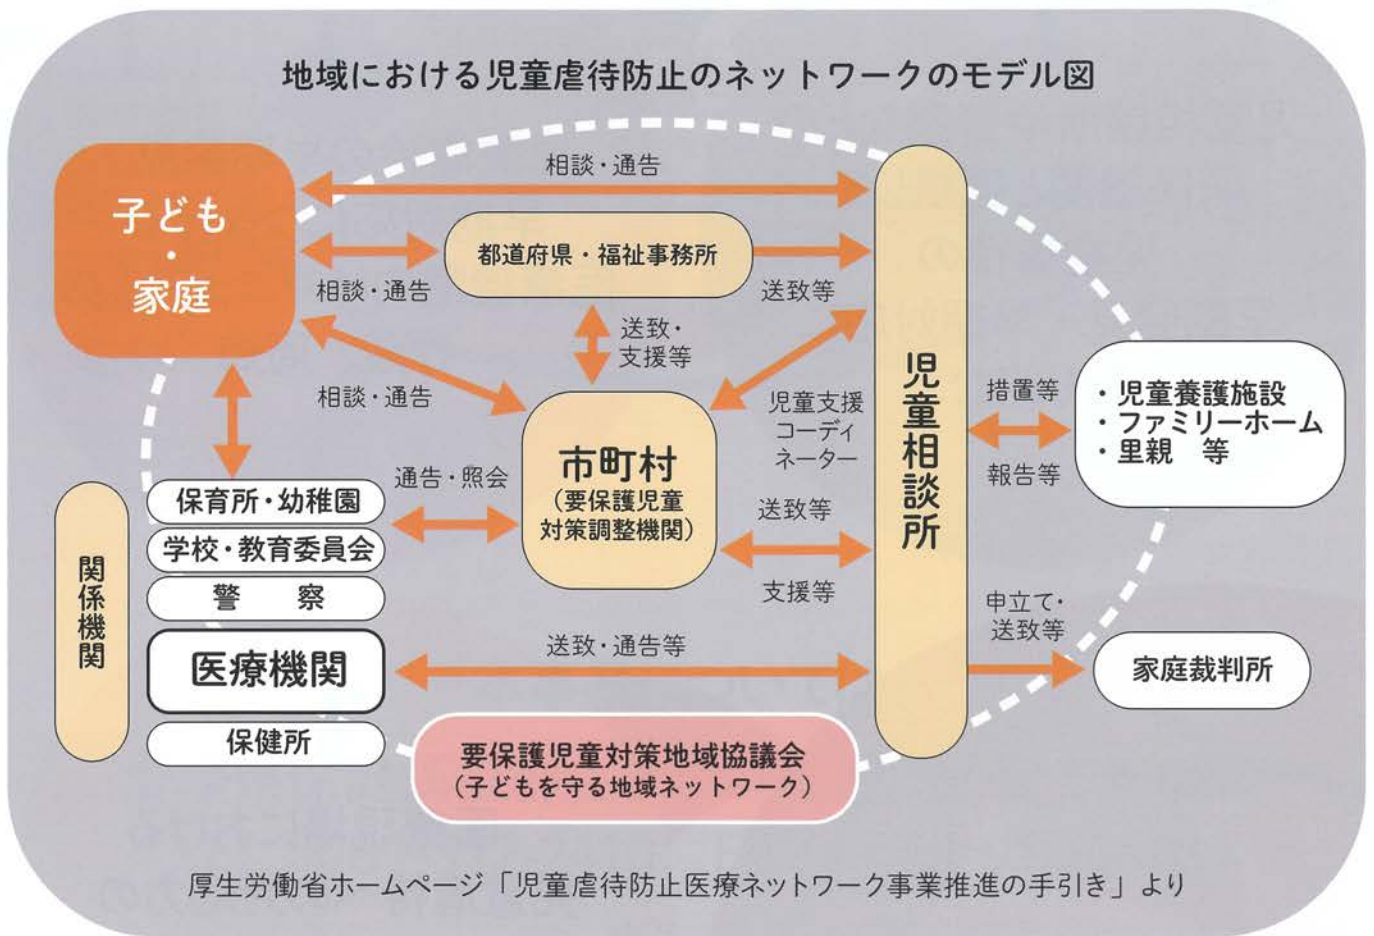 地域における児童虐待防止のネットワークのモデル図
子ども
・
家庭
相談・通告
都道府県・福祉事務所
相談・通告
送致等
送致・
支援等
相談・通告
児童支援
コーディ
ネーター
市町村
(要保護児童
対策調整機関)
通告・照会
送致等
支援等
児童相談所
措置等
報告等
・児童養護施設
・ファミリーホーム
・里親 等
申立て・
送致等
家庭裁判所
関係機関
保育所・幼稚園
学校・教育委員会
警 察
医療機関
保健所
送致・通告等
要保護児童対策地域協議会
(子どもを守る地域ネットワーク)
厚生労働省ホームページ「児童虐待防止医療ネットワーク事業推進の手引き」より